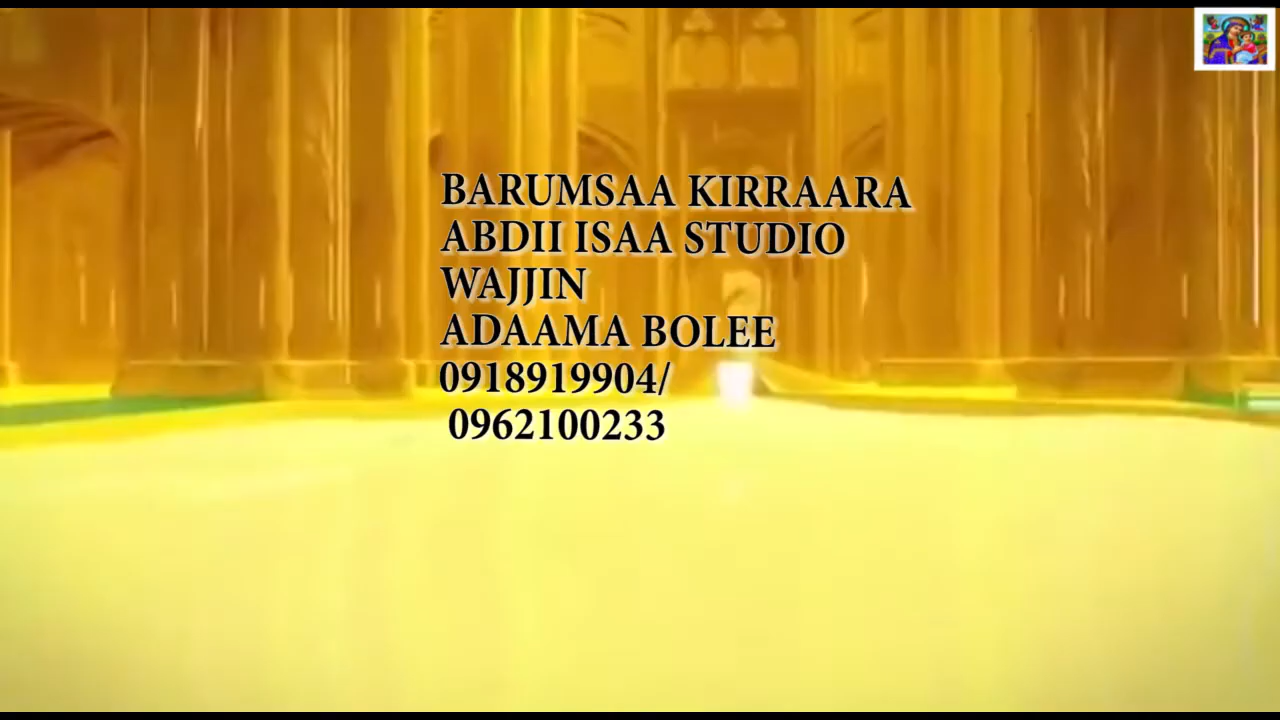 BARUMSAA KIRRAARA
ABDII ISAA STUDIO
WAJJIN
ADAAMA BOLEE
0918919904/
0962100233